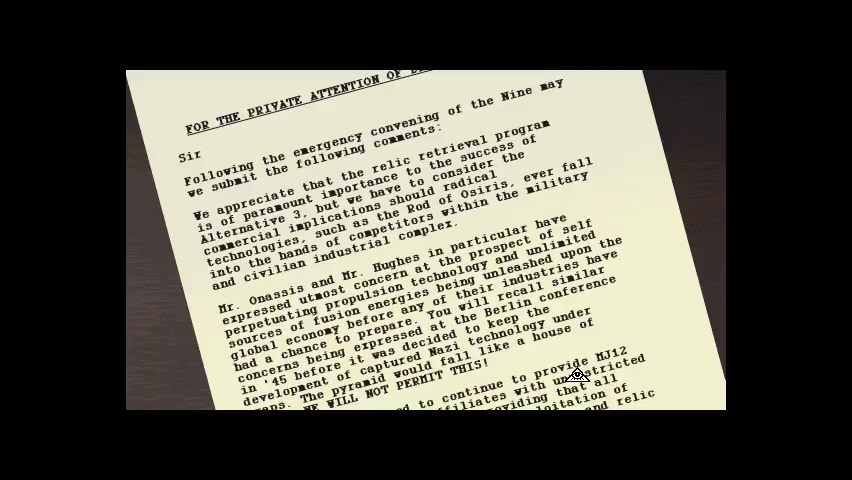 FOR THE PRIVATE ATTENTION OF
Sir
Following the emergency convening of the Nine may
we submit the following comments:
We appreciate that the relic retrieval program
is of paramount importance to the success of
Alternative 3, but we have to consider the
commercial implications should radical
technologies, such as the Rod of Osiris, ever fall
into the hands of competitors within the military
and civilian industrial complex.
Mr. Onassis and Mr. Hughes in particular have
expressed utmost concern at the prospect of self
perpetuating propulsion technology and unlimited
sources of fusion energies being unleashed upon the
global economy before any of their industries have
had a chance to prepare. You will recall similar
concerns being expressed at the Berlin conference
in '45 before it was decided to keep the
development of captured Nazi technology under
The pyramid would fall like a house of
WE WILL NOT PERMIT THIS!
to continue to provide MJ12
with
that all
of
and relic